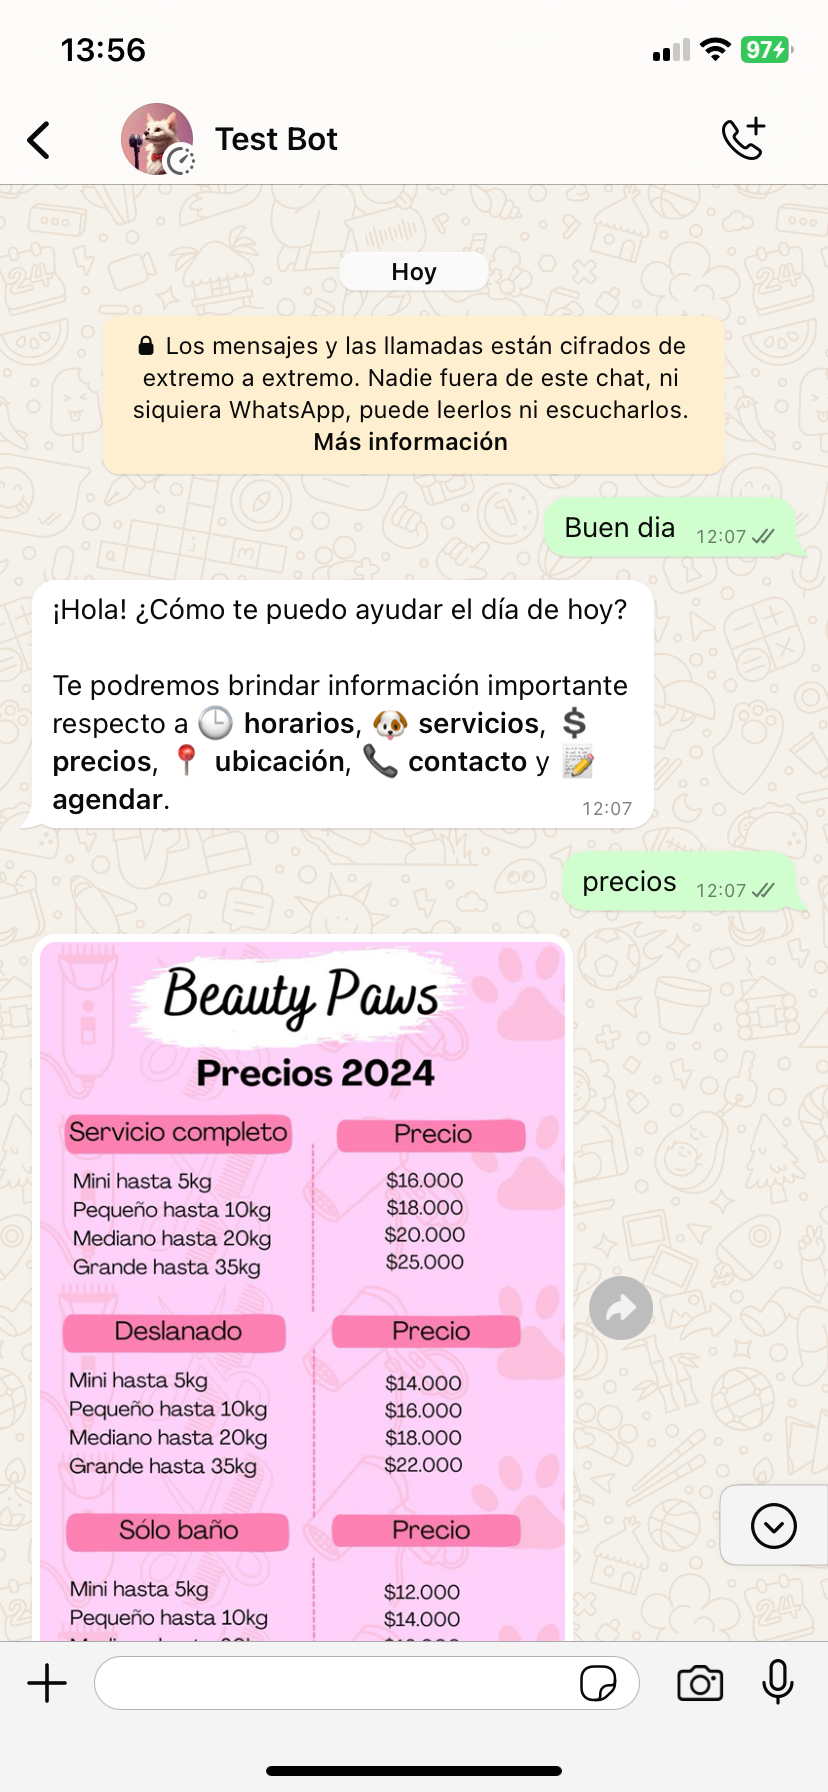 13:56
97
Test Bot
Hoy
Los mensajes y las llamadas están cifrados de
extremo a extremo. Nadie fuera de este chat, ni
siquiera WhatsApp, puede leerlos ni escucharlos.
Más información
Buen dia 12:07
¡Hola! ¿Cómo te puedo ayudar el día de hoy?
Te podremos brindar información importante
respecto a 🕒 horarios, 🐶 servicios, 💲
precios, 📍 ubicación, 📞 contacto y 📝
agendar.
12:07
precios 12:07
Beauty Paws
Precios 2024
Servicio completo Precio
Mini hasta 5kg $16.000
Pequeño hasta 10kg $18.000
Mediano hasta 20kg $20.000
Grande hasta 35kg $25.000
Deslanado Precio
Mini hasta 5kg $14.000
Pequeño hasta 10kg $16.000
Mediano hasta 20kg $18.000
Grande hasta 35kg $22.000
Sólo baño Precio
Mini hasta 5kg $12.000
Pequeño hasta 10kg $14.000